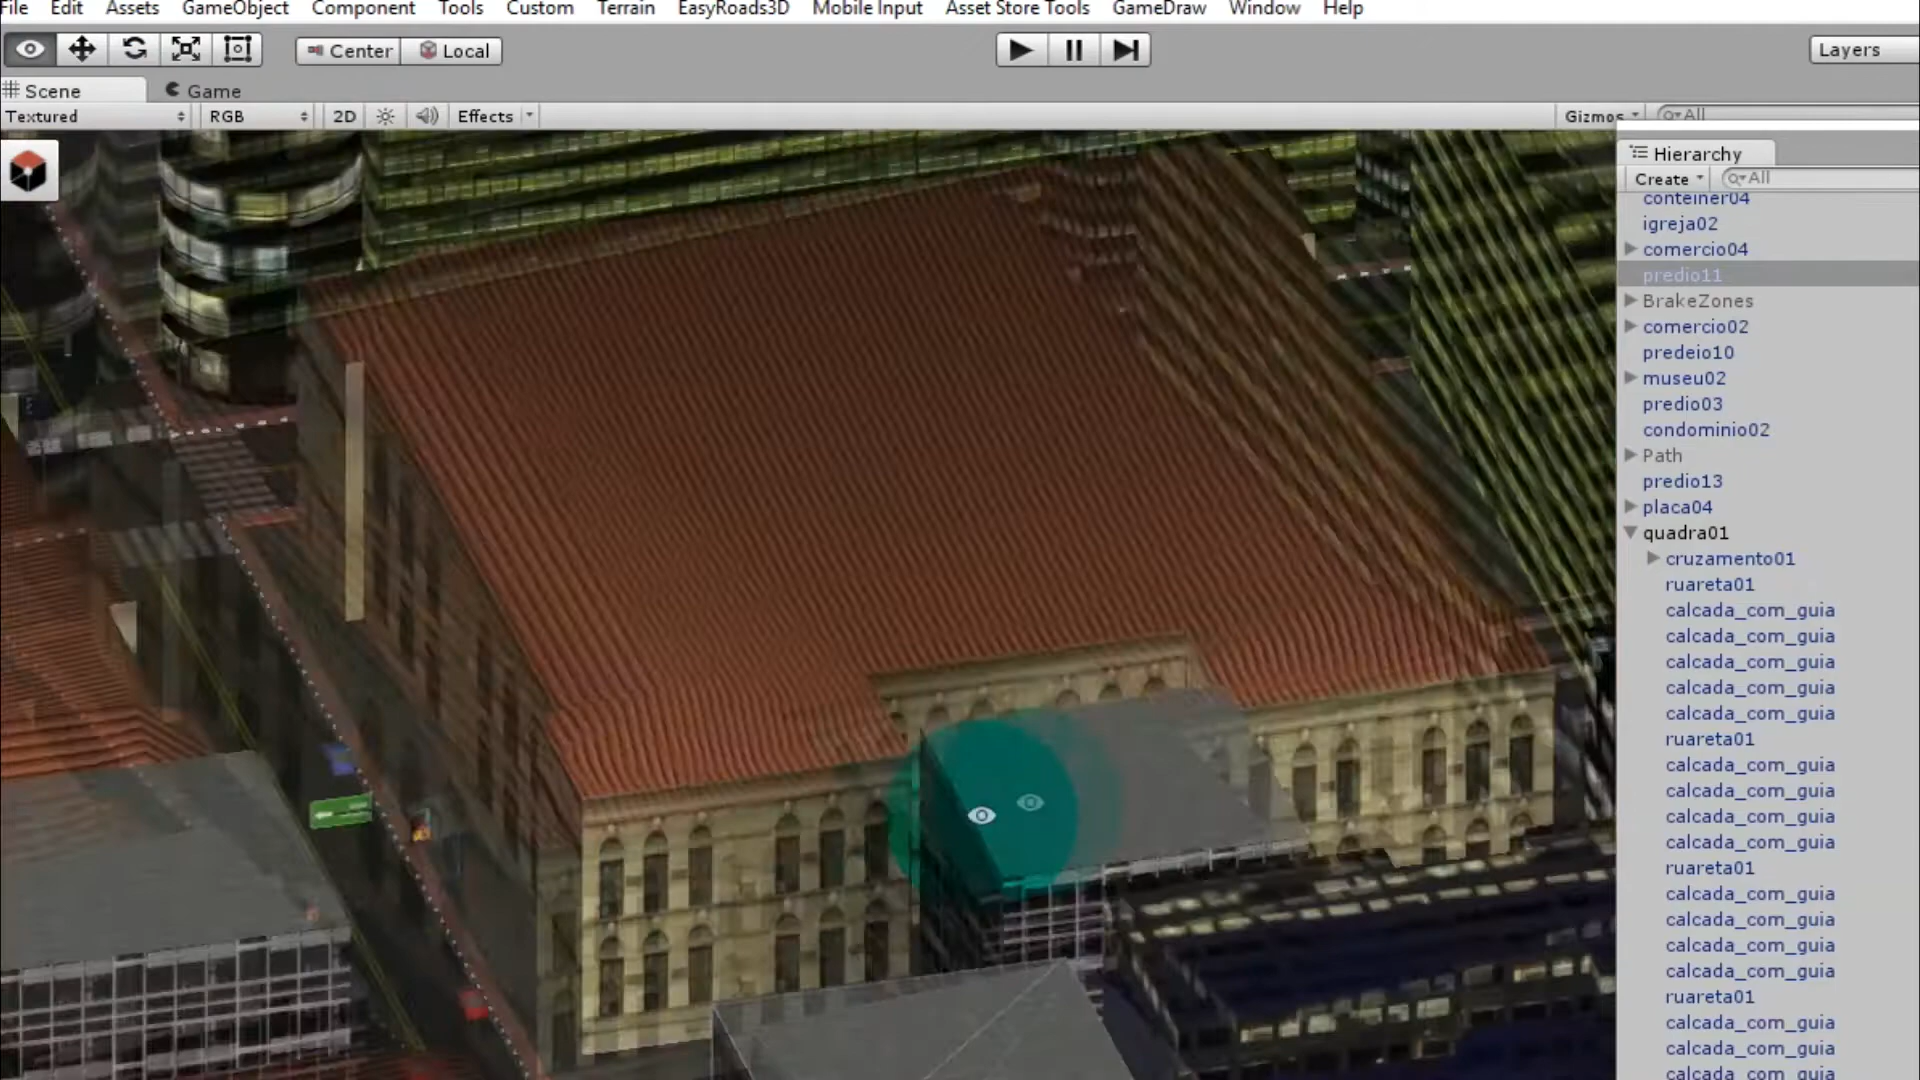 File Edit Assets GameObject Component Tools Custom Terrain EasyRoads3D Mobile Input Asset Store Tools GameDraw Window Help
Center Local Layers
Scene Game
Textured RGB 2D Effects Gizmos All
Hierarchy
Create All
conteiner04
igreja02
comercio04
predio11
BrakeZones
comercio02
predeio10
museu02
predio03
condominio02
Path
predio13
placa04
quadra01
cruzamento01
ruareta01
calcada_com_guia
calcada_com_guia
calcada_com_guia
calcada_com_guia
calcada_com_guia
ruareta01
calcada_com_guia
calcada_com_guia
calcada_com_guia
calcada_com_guia
ruareta01
calcada_com_guia
calcada_com_guia
calcada_com_guia
calcada_com_guia
ruareta01
calcada_com_guia
calcada_com_guia
calcada_com_guia